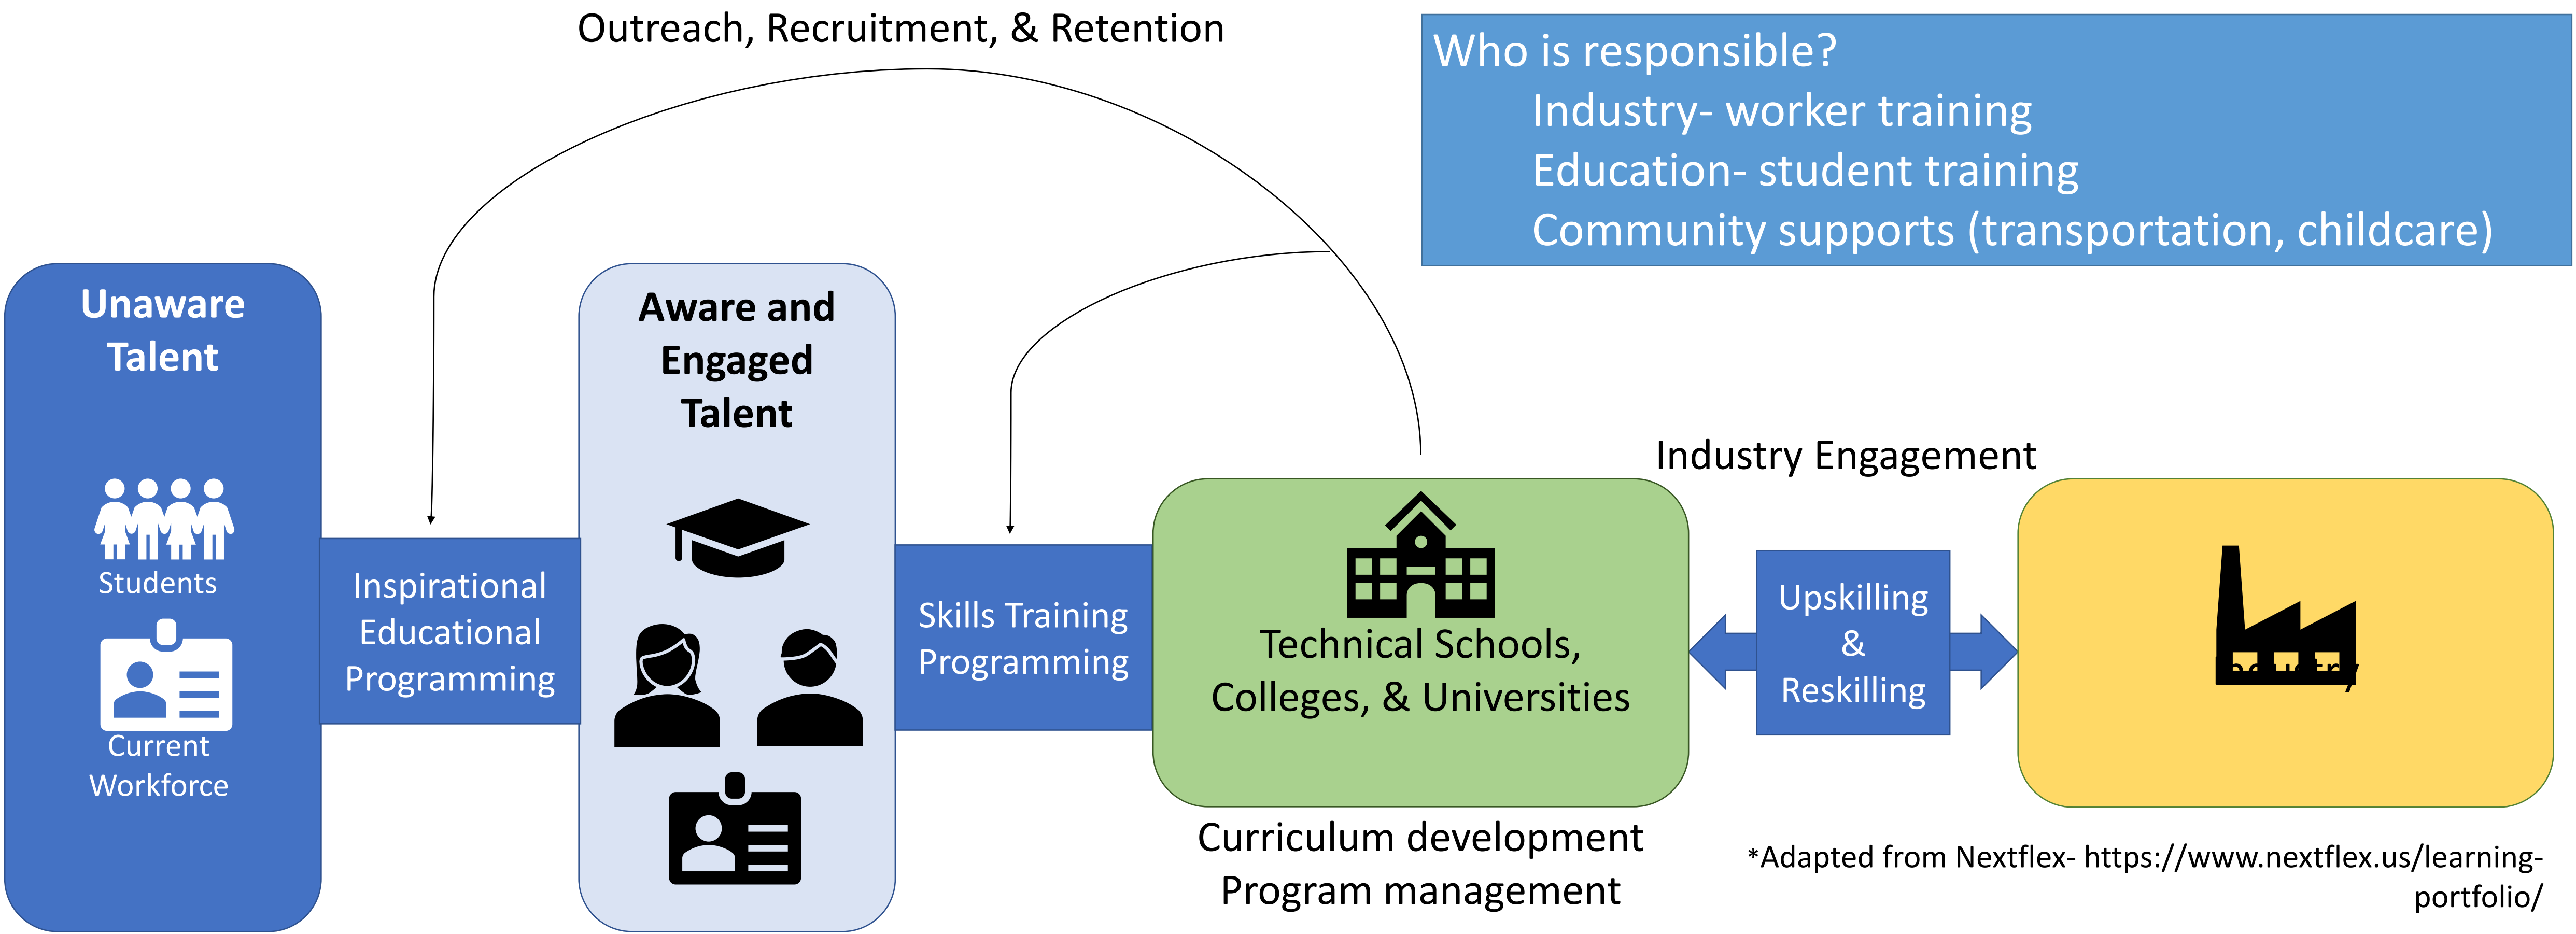 Outreach, Recruitment, & Retention
Who is responsible?
Industry- worker training
Education- student training
Community supports (transportation, childcare)
Unaware
Talent
Students
Current
Workforce
Inspirational
Educational
Programming
Aware and
Engaged
Talent
Skills Training
Programming
Technical Schools,
Colleges, & Universities
Curriculum development
Program management
Industry Engagement
Upskilling
&
Reskilling
Industry
*Adapted from Nextflex- https://www.nextflex.us/learning-
portfolio/